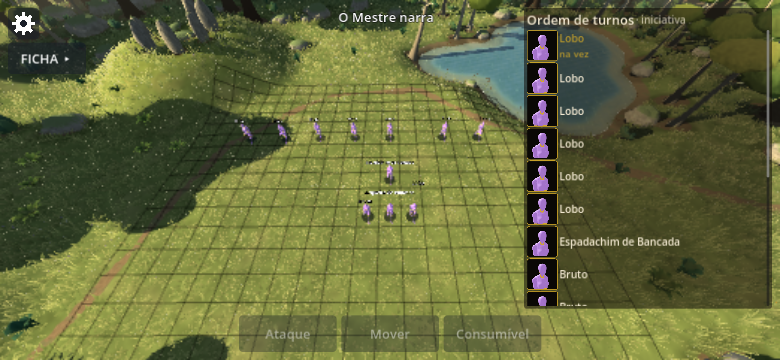 O Mestre narra
Ordem de turnos Iniciativa
FICHA
Lobo
na vez
Lobo
Lobo
Lobo
Lobo
Lobo
Espadachim de Bancada
Bruto
Ataque
Mover
Consumível